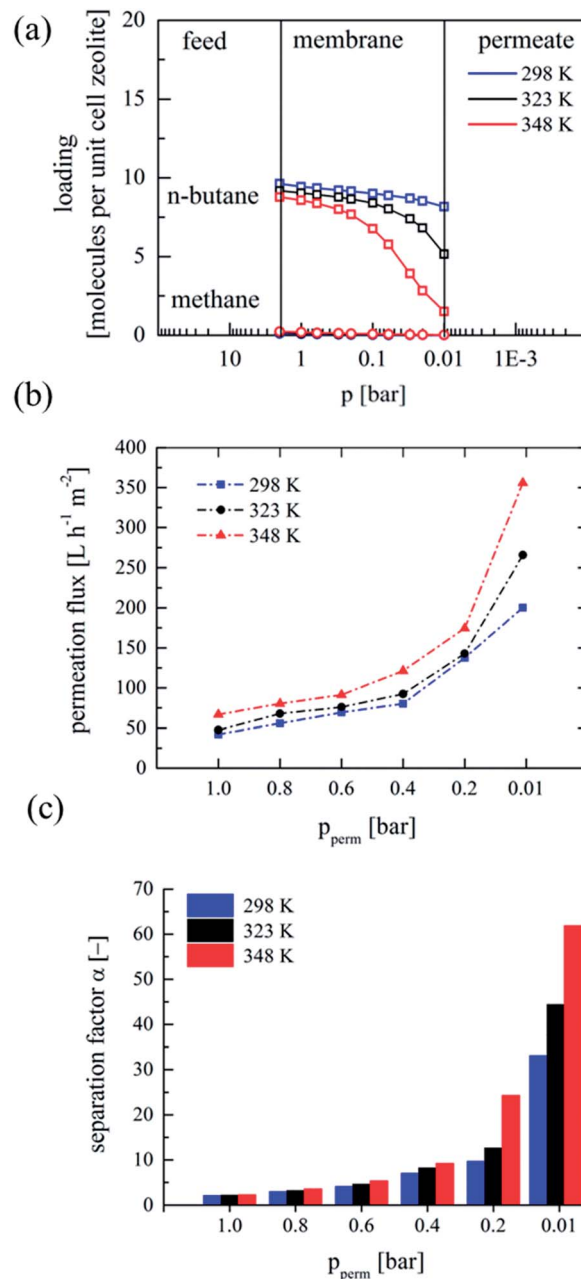 (a)
20
15
10
5
0
loading
[molecules per unit cell zeolite]
feed
membrane
permeate
298 K
323 K
348 K
n-butane
methane
10
1
0.1
0.01
1E-3
p [bar]
(b)
400
350
300
250
200
150
100
50
0
permeation flux [L h⁻¹ m⁻²]
298 K
323 K
348 K
1.0
0.8
0.6
0.4
0.2
0.01
p_perm [bar]
(c)
70
60
50
40
30
20
10
0
separation factor α [–]
298 K
323 K
348 K
1.0
0.8
0.6
0.4
0.2
0.01
p_perm [bar]